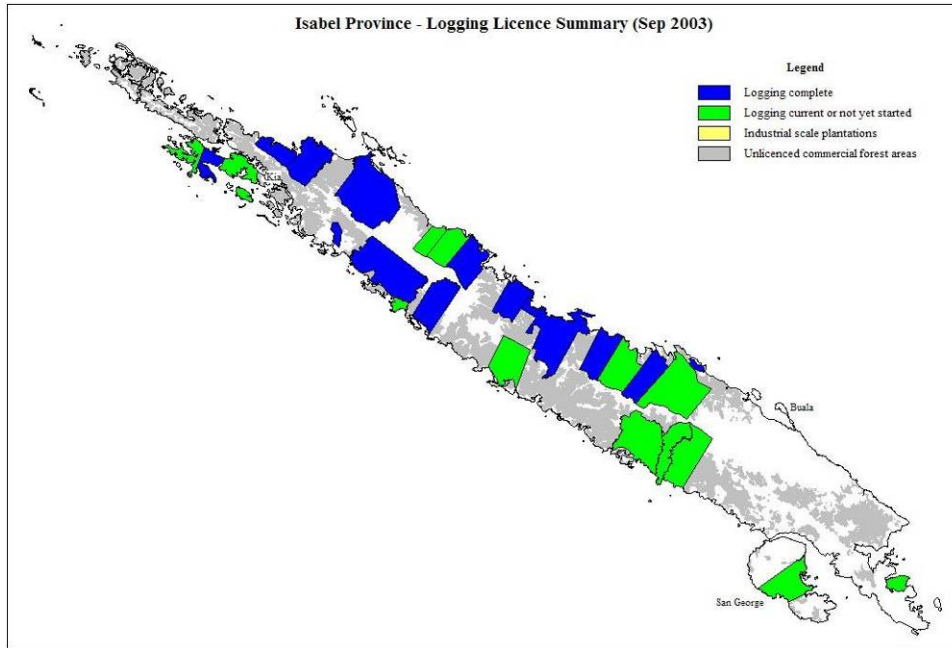 Isabel Province - Logging Licence Summary (Sep 2003)
Legend
Logging complete
Logging current or not yet started
Industrial scale plantations
Unlicenced commercial forest areas
Kia
Buala
San George